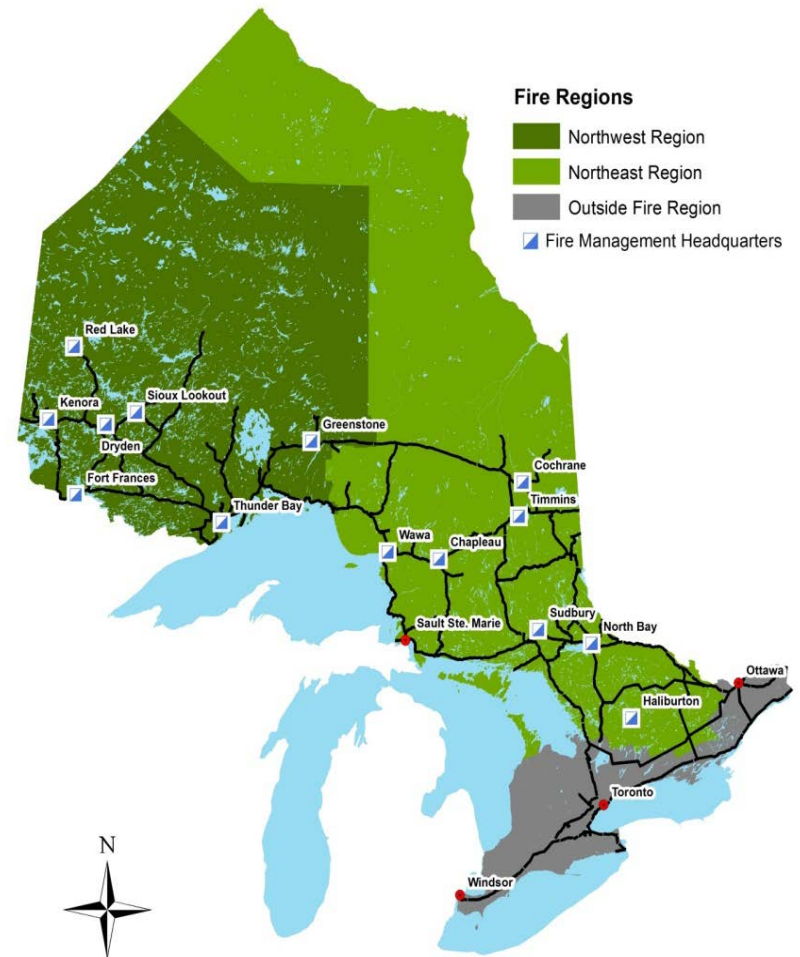 Fire Regions
Northwest Region
Northeast Region
Outside Fire Region
Fire Management Headquarters
Red Lake
Kenora
Sioux Lookout
Dryden
Greenstone
Fort Frances
Thunder Bay
Cochrane
Timmins
Wawa
Chapleau
Sault Ste. Marie
Sudbury
North Bay
Ottawa
Haliburton
Toronto
Windsor
N